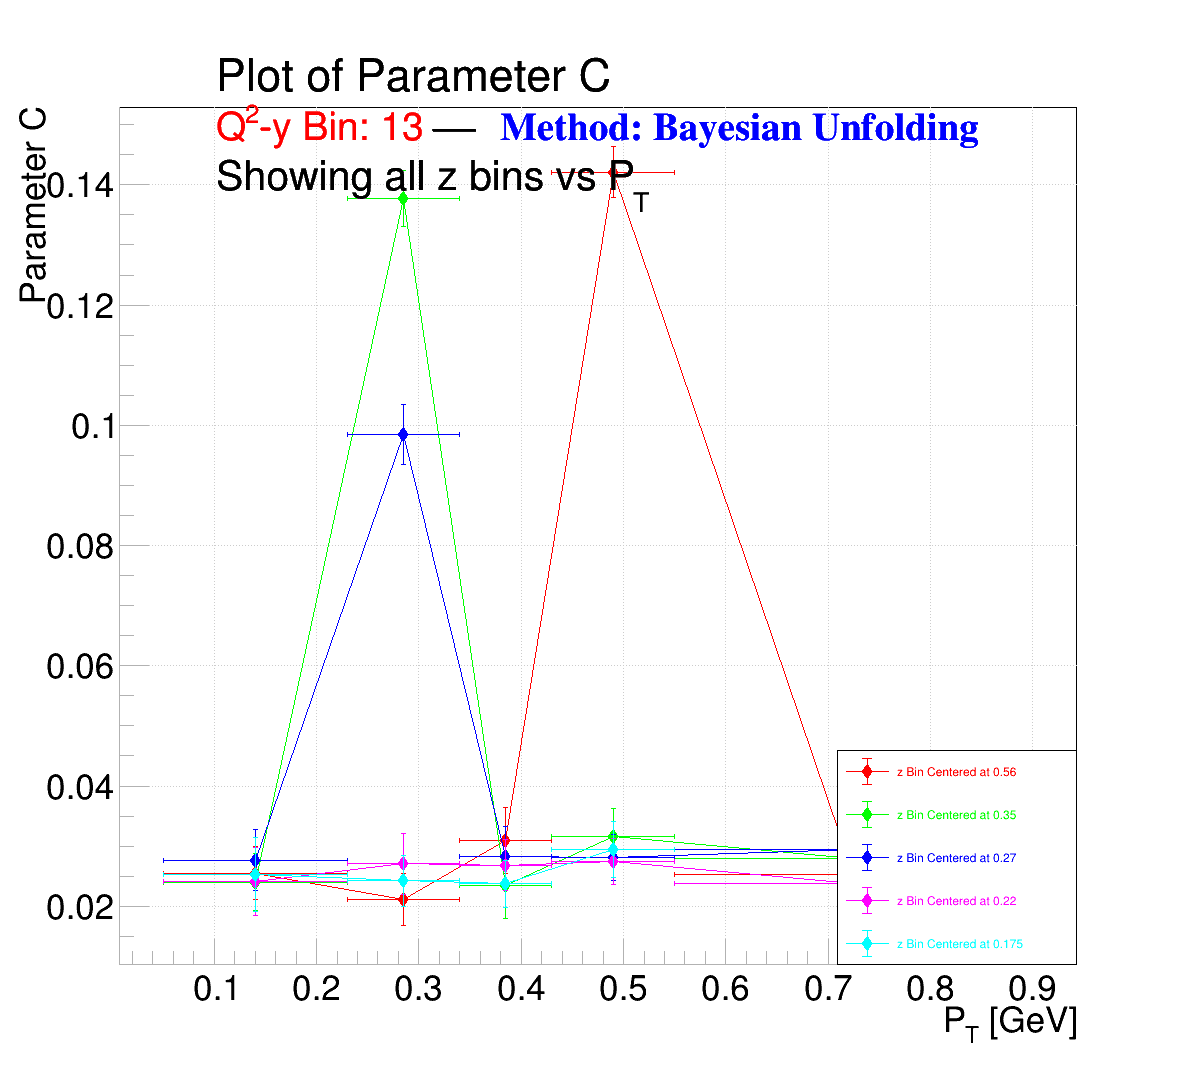 Plot of Parameter C
Q²-y Bin: 13 — Method: Bayesian Unfolding
Showing all z bins vs P_T
Parameter C
0.14
0.12
0.1
0.08
0.06
0.04
0.02
z Bin Centered at 0.56
z Bin Centered at 0.35
z Bin Centered at 0.27
z Bin Centered at 0.22
z Bin Centered at 0.175
0.1 0.2 0.3 0.4 0.5 0.6 0.7 0.8 0.9
P_T [GeV]